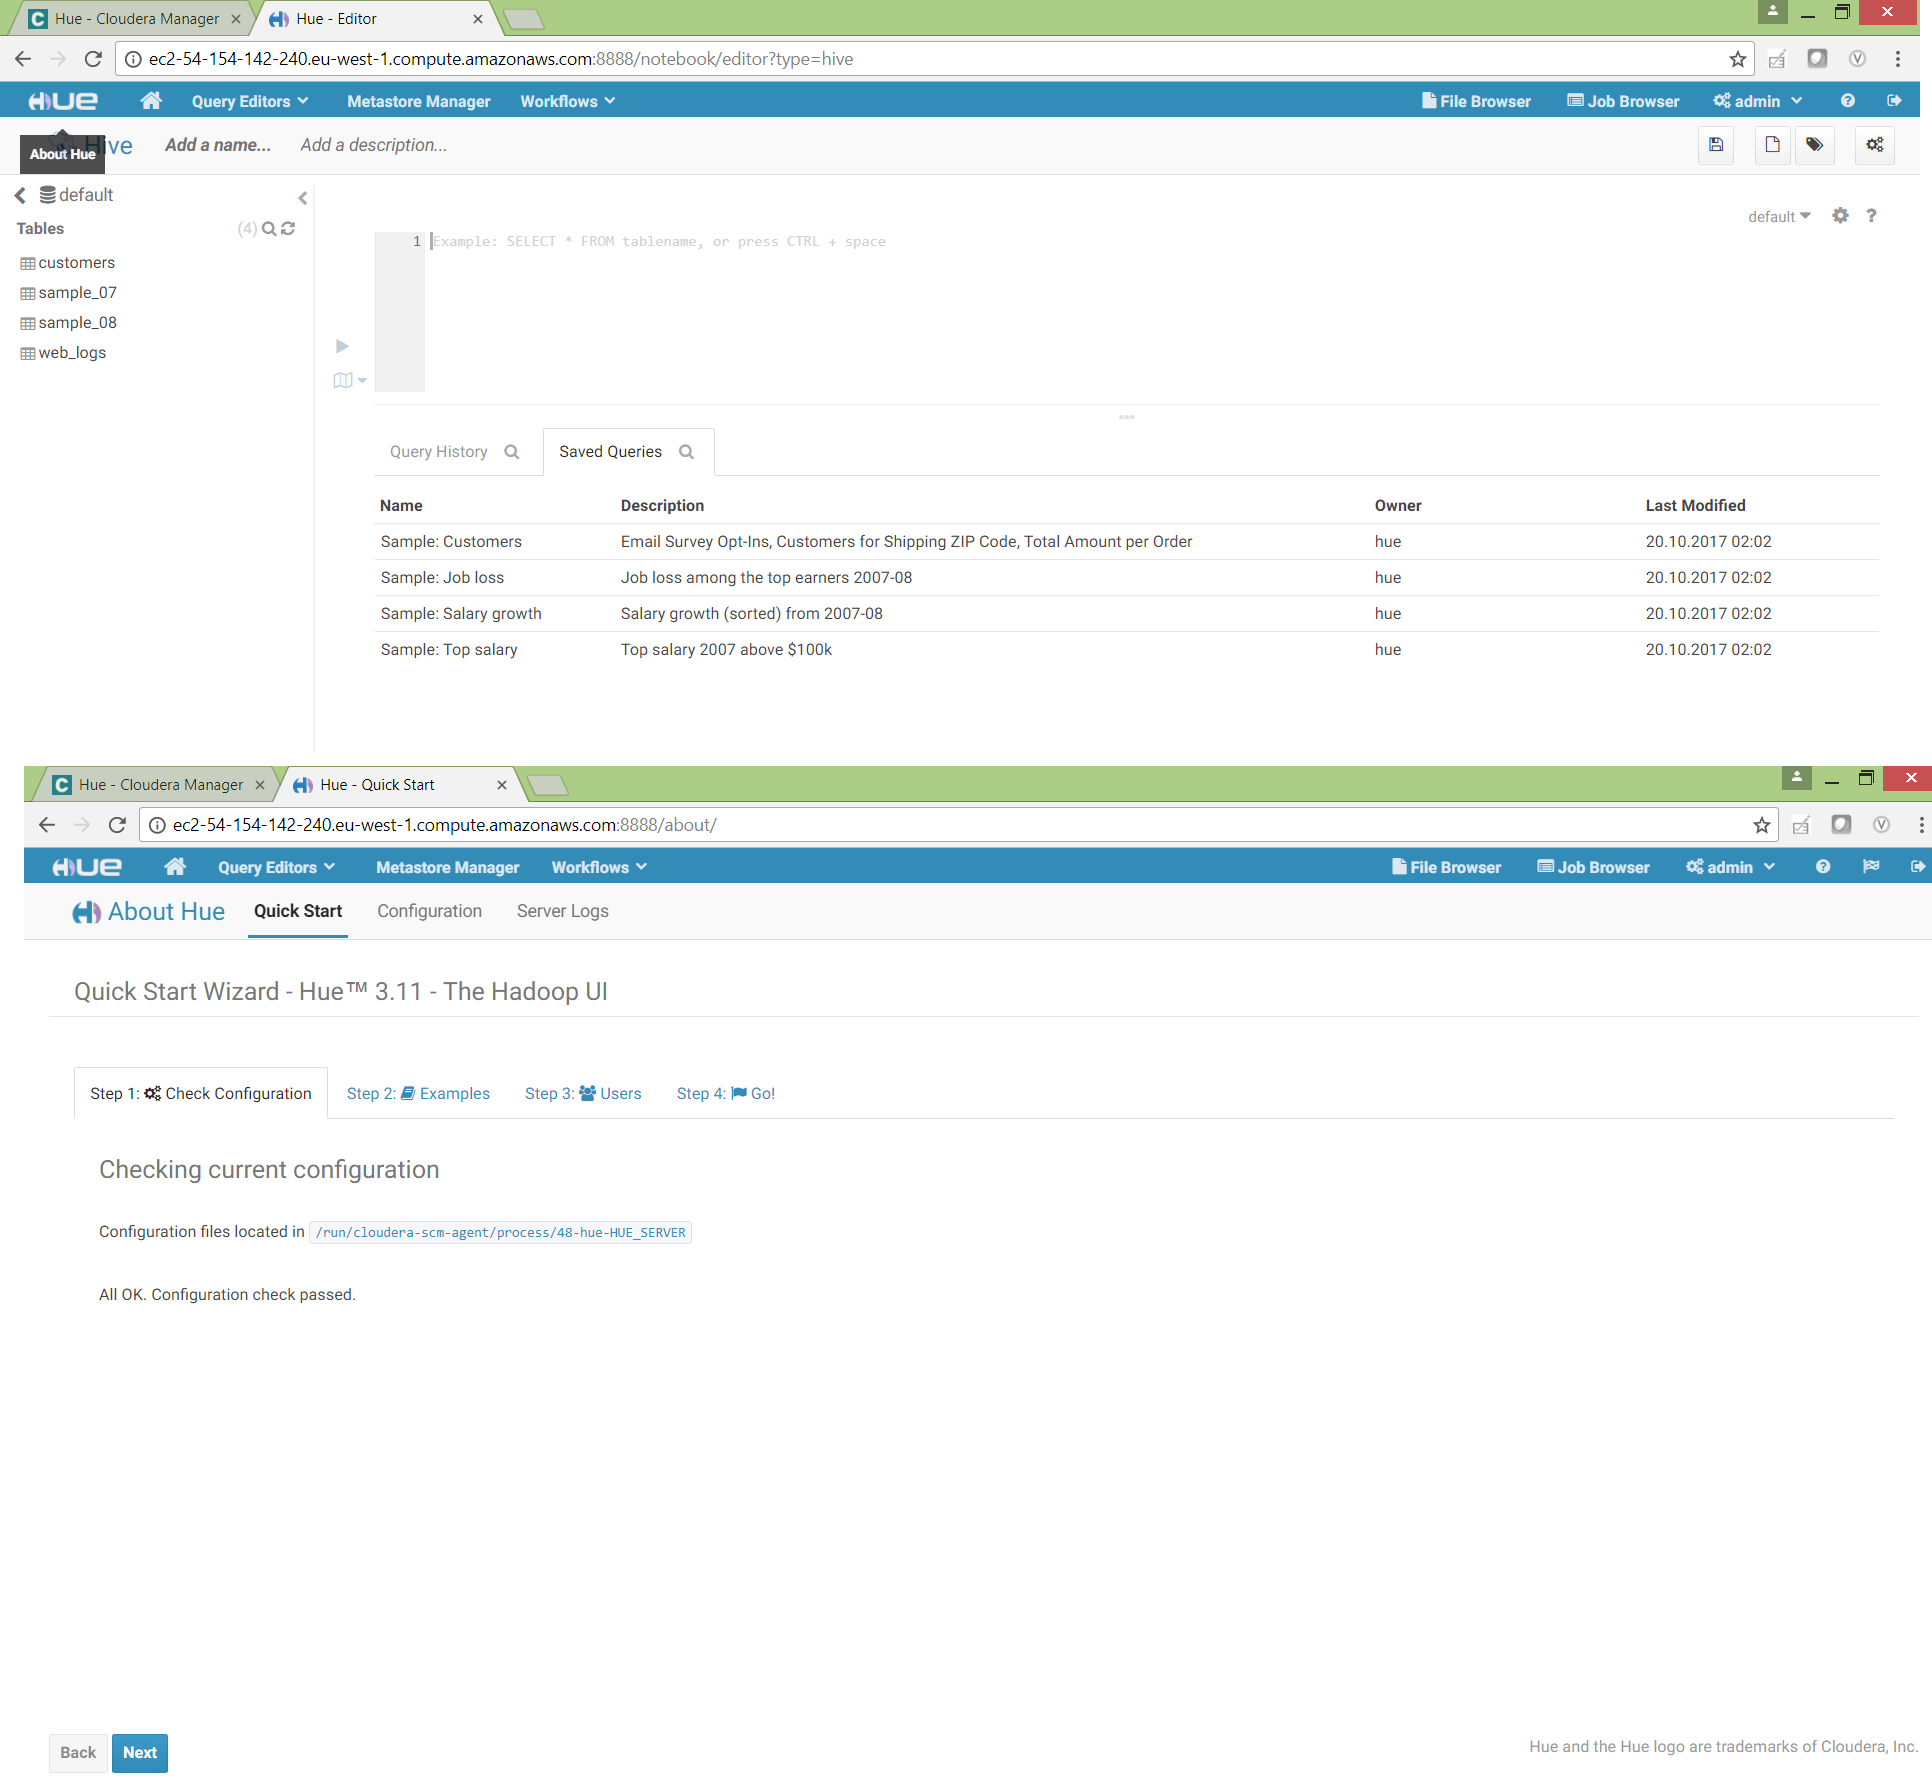 Hue - Cloudera Manager
Hue - Editor
ec2-54-154-142-240.eu-west-1.compute.amazonaws.com:8888/notebook/editor?type=hive
HUE Query Editors Metastore Manager Workflows File Browser Job Browser admin
About Hue
Hive Add a name... Add a description...
default
Tables (4)
customers
sample_07
sample_08
web_logs
default
1 Example: SELECT * FROM tablename, or press CTRL + space
Query History Saved Queries
Name Description Owner Last Modified
Sample: Customers Email Survey Opt-Ins, Customers for Shipping ZIP Code, Total Amount per Order hue 20.10.2017 02:02
Sample: Job loss Job loss among the top earners 2007-08 hue 20.10.2017 02:02
Sample: Salary growth Salary growth (sorted) from 2007-08 hue 20.10.2017 02:02
Sample: Top salary Top salary 2007 above $100k hue 20.10.2017 02:02
Hue - Cloudera Manager
Hue - Quick Start
ec2-54-154-142-240.eu-west-1.compute.amazonaws.com:8888/about/
HUE Query Editors Metastore Manager Workflows File Browser Job Browser admin
About Hue Quick Start Configuration Server Logs
Quick Start Wizard - Hue™ 3.11 - The Hadoop UI
Step 1: Check Configuration Step 2: Examples Step 3: Users Step 4: Go!
Checking current configuration
Configuration files located in /run/cloudera-scm-agent/process/48-hue-HUE_SERVER
All OK. Configuration check passed.
Back Next
Hue and the Hue logo are trademarks of Cloudera, Inc.